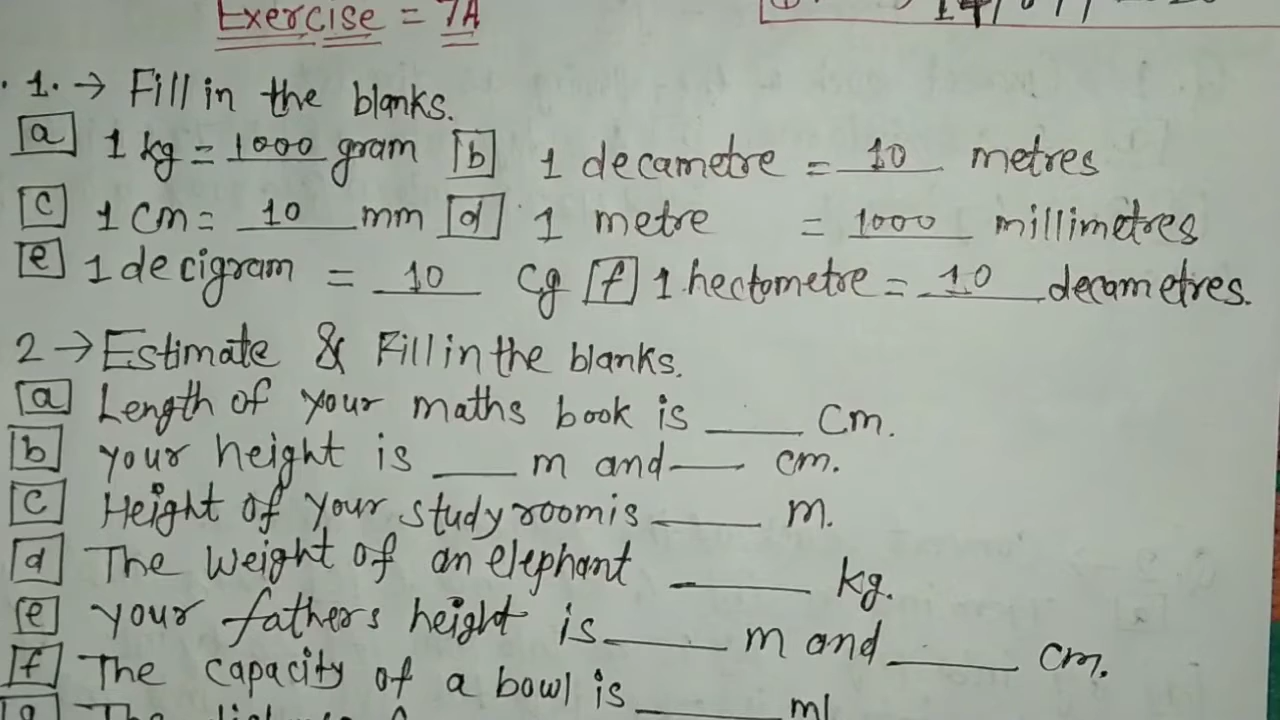 Exercise = 7A
1. → Fill in the blanks.
a 1 kg = 1000 gram b 1 decametre = 10 metres
c 1 Cm = 10 mm d 1 metre = 1000 millimetres
e 1 decigram = 10 Cg f 1 hectometre = 10 decametres.
2 → Estimate & Fill in the blanks.
a Length of your maths book is ____ Cm.
b your height is ____ m and ____ cm.
c Height of your study room is ____ m.
d The Weight of an elephant ____ kg.
e your fathers height is ____ m and ____ cm.
f The capacity of a bowl is ____ ml